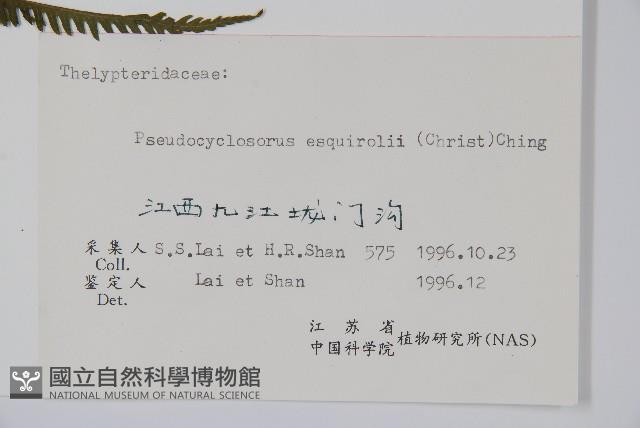 Thelypteridaceae:
Pseudocyclosorus esquirolii (Christ)Ching
江西九江垅门沟
采集人 S.S.Lai et H.R.Shan 575 1996.10.23
Coll.
鉴定人 Lai et Shan 1996.12
Det.
江苏省
中国科学院 植物研究所(NAS)
國立自然科學博物館
NATIONAL MUSEUM OF NATURAL SCIENCE